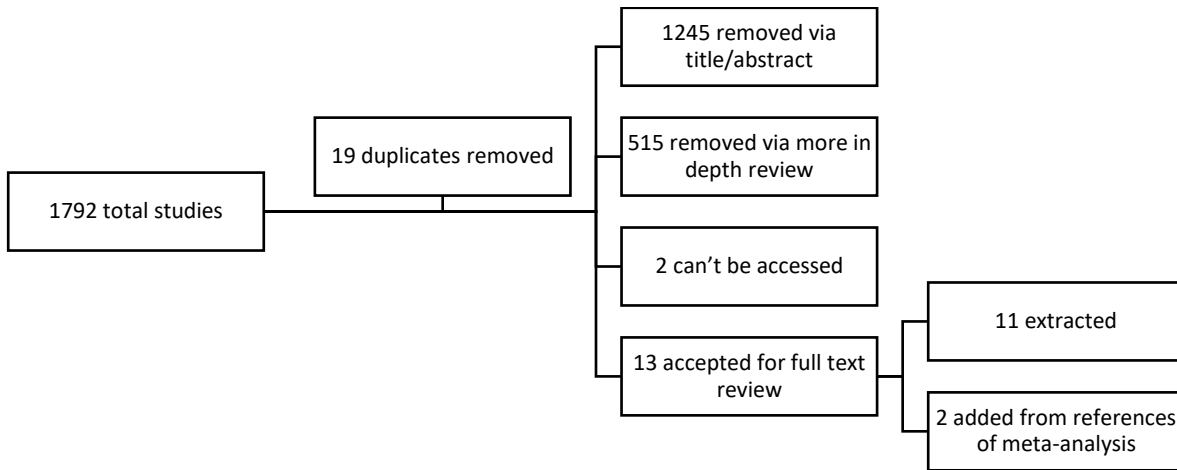 1792 total studies
19 duplicates removed
1245 removed via
title/abstract
515 removed via more in
depth review
2 can’t be accessed
13 accepted for full text
review
11 extracted
2 added from references
of meta-analysis